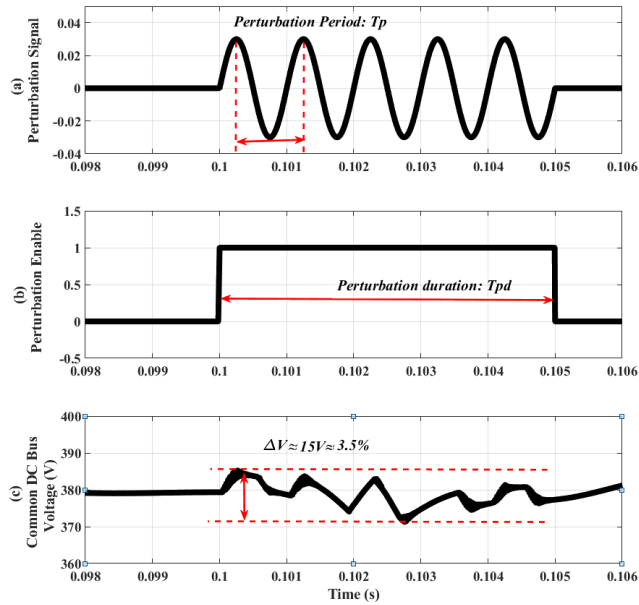 Perturbation Period: Tp
(a)
Perturbation Signal
0.04
0.02
0
-0.02
-0.04
0.098 0.099 0.1 0.101 0.102 0.103 0.104 0.105 0.106
(b)
Perturbation Enable
1.5
1
0.5
0
-0.5
Perturbation duration: Tpd
0.098 0.099 0.1 0.101 0.102 0.103 0.104 0.105 0.106
(c)
Common DC Bus
Voltage (V)
400
390
380
370
360
ΔV≈15V≈3.5%
0.098 0.099 0.1 0.101 0.102 0.103 0.104 0.105 0.106
Time (s)